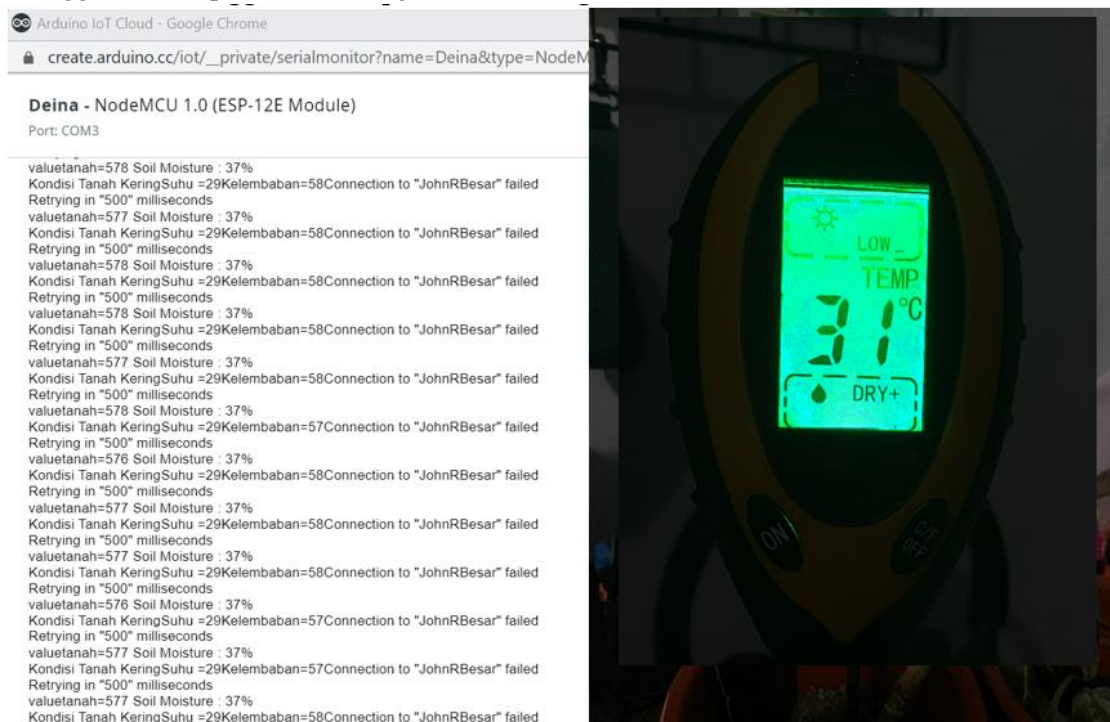 Arduino IoT Cloud - Google Chrome
create.arduino.cc/iot/__private/serialmonitor?name=Deina&type=NodeM
Deina - NodeMCU 1.0 (ESP-12E Module)
Port: COM3
valuetanah=578 Soil Moisture : 37%
Kondisi Tanah KeringSuhu =29Kelembaban=58Connection to "JohnRBesar" failed
Retrying in "500" milliseconds
valuetanah=577 Soil Moisture : 37%
Kondisi Tanah KeringSuhu =29Kelembaban=58Connection to "JohnRBesar" failed
Retrying in "500" milliseconds
valuetanah=578 Soil Moisture : 37%
Kondisi Tanah KeringSuhu =29Kelembaban=58Connection to "JohnRBesar" failed
Retrying in "500" milliseconds
valuetanah=578 Soil Moisture : 37%
Kondisi Tanah KeringSuhu =29Kelembaban=58Connection to "JohnRBesar" failed
Retrying in "500" milliseconds
valuetanah=577 Soil Moisture : 37%
Kondisi Tanah KeringSuhu =29Kelembaban=58Connection to "JohnRBesar" failed
Retrying in "500" milliseconds
valuetanah=578 Soil Moisture : 37%
Kondisi Tanah KeringSuhu =29Kelembaban=57Connection to "JohnRBesar" failed
Retrying in "500" milliseconds
valuetanah=576 Soil Moisture : 37%
Kondisi Tanah KeringSuhu =29Kelembaban=58Connection to "JohnRBesar" failed
Retrying in "500" milliseconds
valuetanah=577 Soil Moisture : 37%
Kondisi Tanah KeringSuhu =29Kelembaban=58Connection to "JohnRBesar" failed
Retrying in "500" milliseconds
valuetanah=577 Soil Moisture : 37%
Kondisi Tanah KeringSuhu =29Kelembaban=58Connection to "JohnRBesar" failed
Retrying in "500" milliseconds
valuetanah=576 Soil Moisture : 37%
Kondisi Tanah KeringSuhu =29Kelembaban=57Connection to "JohnRBesar" failed
Retrying in "500" milliseconds
valuetanah=577 Soil Moisture : 37%
Kondisi Tanah KeringSuhu =29Kelembaban=57Connection to "JohnRBesar" failed
Retrying in "500" milliseconds
valuetanah=577 Soil Moisture : 37%
Kondisi Tanah KeringSuhu =29Kelembaban=58Connection to "JohnRBesar" failed
LOW_
TEMP
31°C
DRY+
ON
C/F
OFF